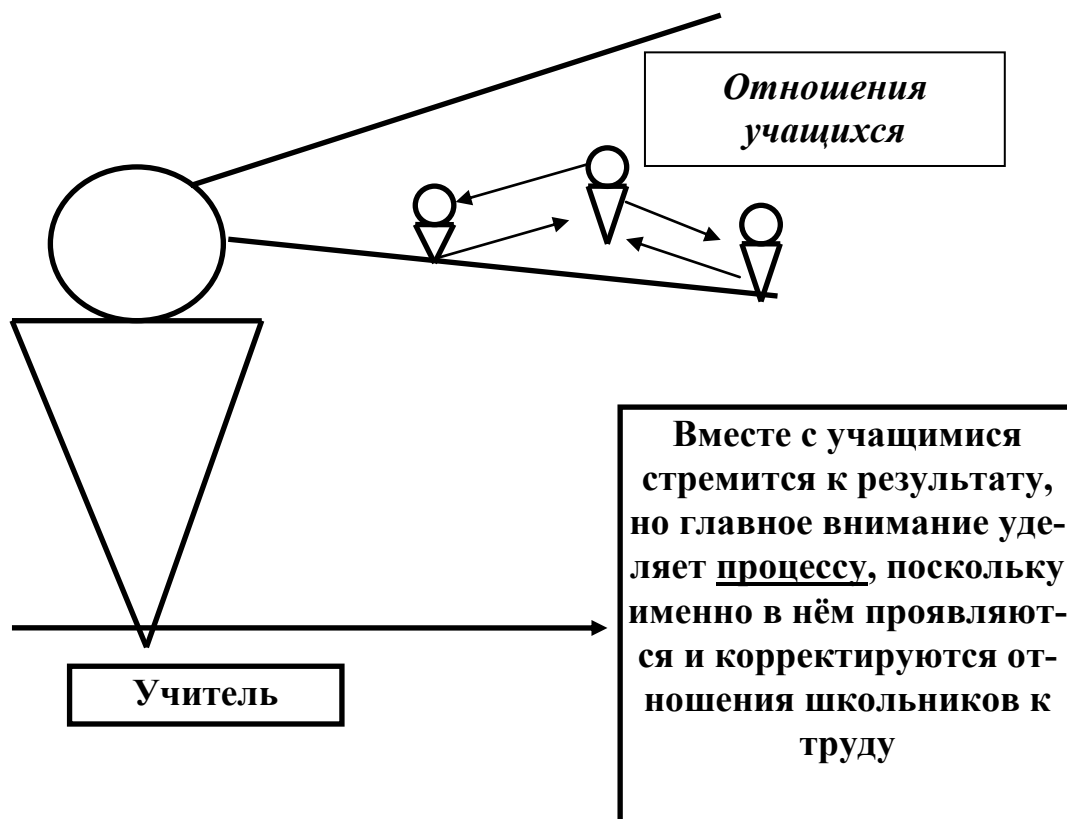 Отношения
учащихся
Вместе с учащимися
стремится к результату,
но главное внимание уде-
ляет процессу, поскольку
именно в нём проявляют-
ся и корректируются от-
ношения школьников к
труду
Учитель